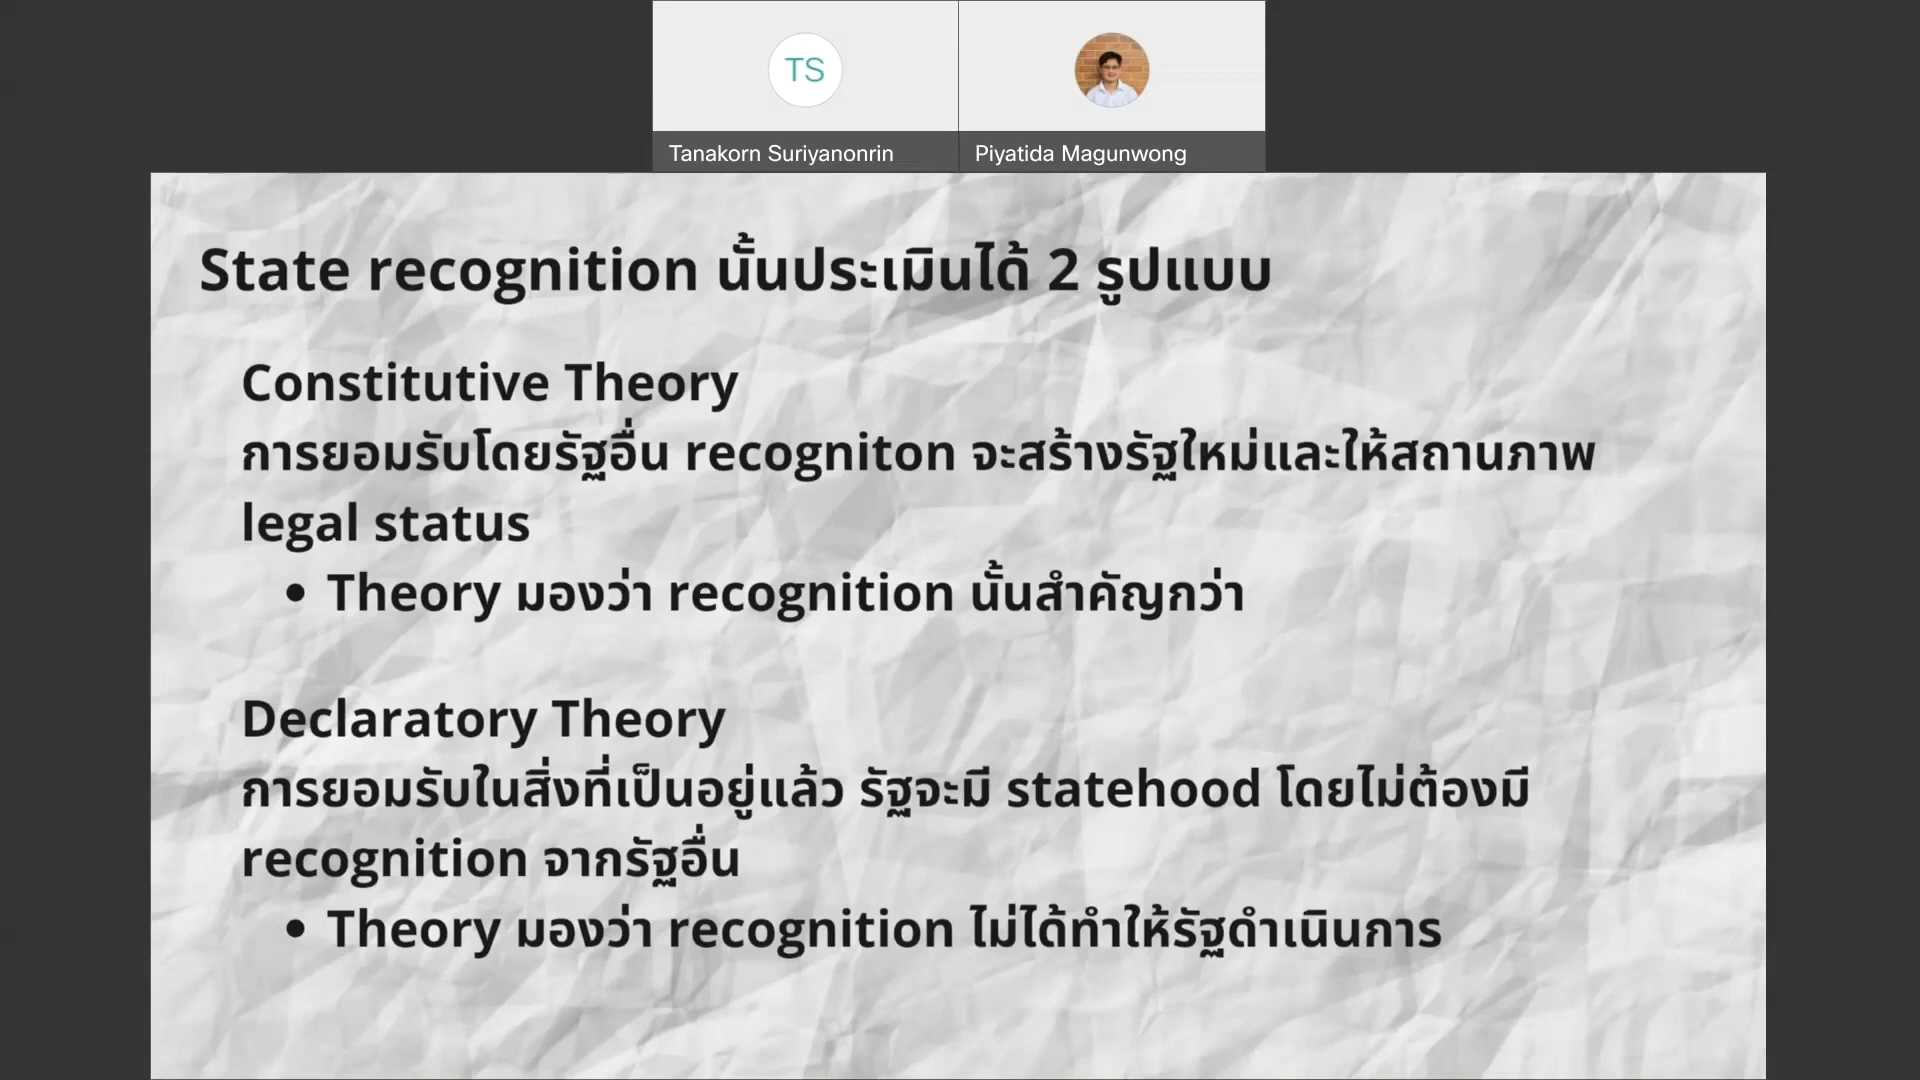 TS
Tanakorn Suriyanonrin
Piyatida Magunwong
State recognition นั้นประเมินได้ 2 รูปแบบ
Constitutive Theory
การยอมรับโดยรัฐอื่น recogniton จะสร้างรัฐใหม่และให้สถานภาพ
legal status
• Theory มองว่า recognition นั้นสำคัญกว่า
Declaratory Theory
การยอมรับในสิ่งที่เป็นอยู่แล้ว รัฐจะมี statehood โดยไม่ต้องมี
recognition จากรัฐอื่น
• Theory มองว่า recognition ไม่ได้ทำให้รัฐดำเนินการ